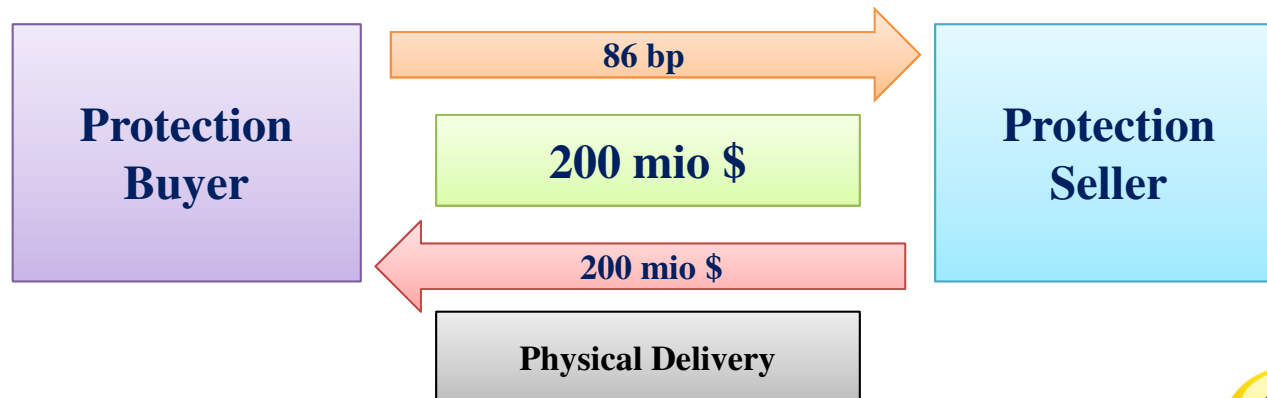 86 bp
Protection
Buyer
200 mio $
Protection
Seller
200 mio $
Physical Delivery